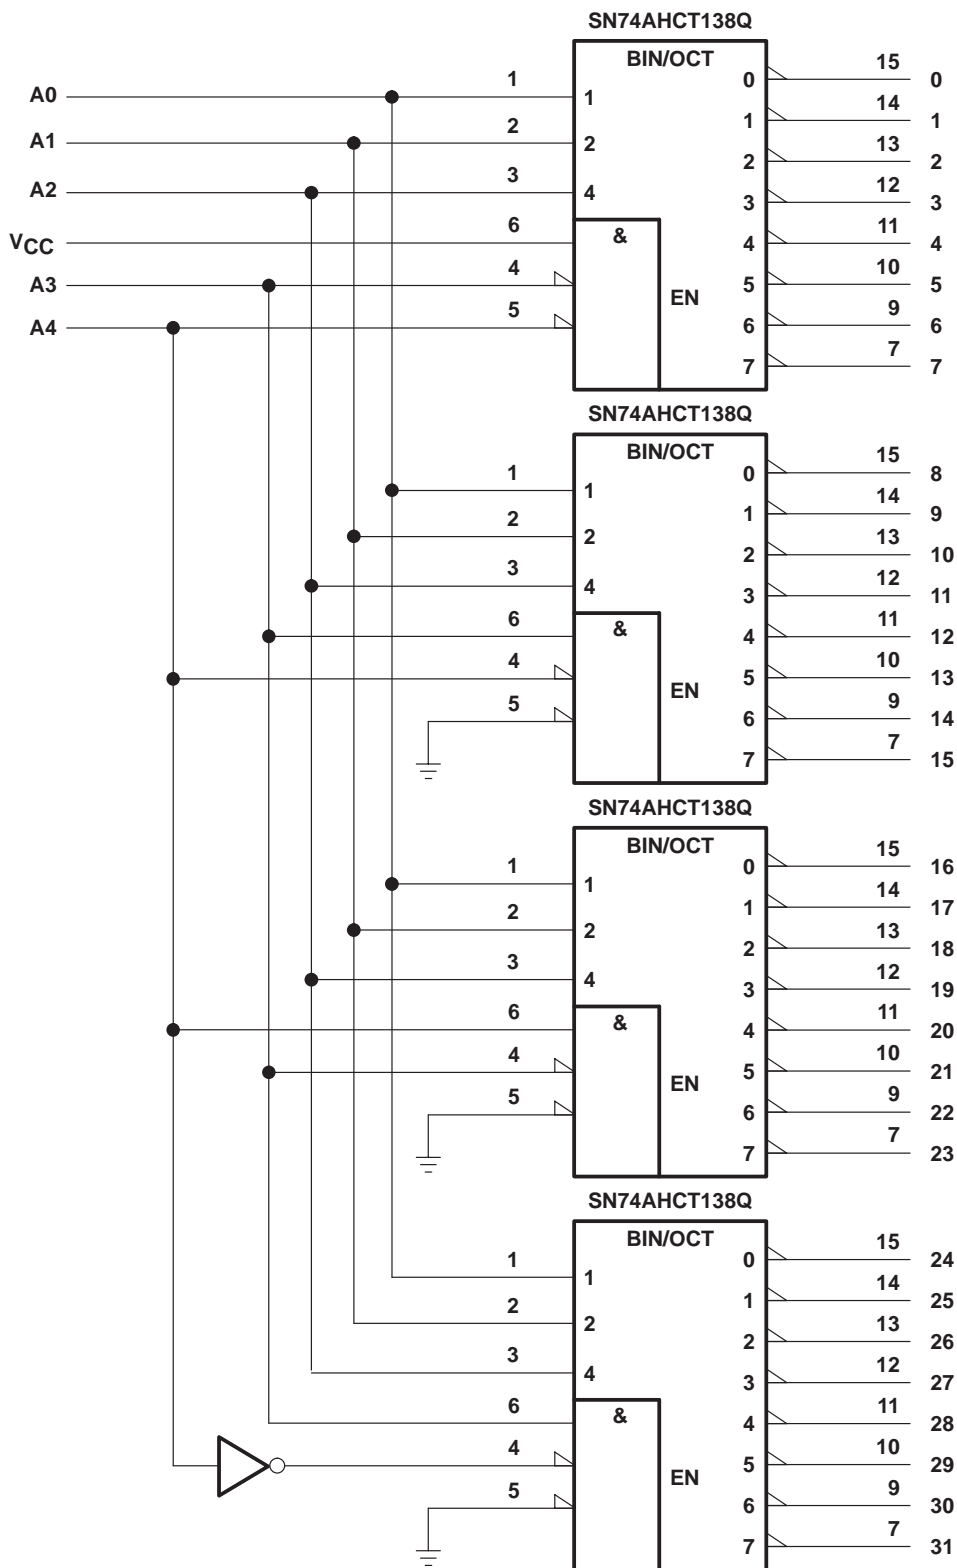 SN74AHCT138Q
BIN/OCT
A0 1 1 0 15 0
A1 2 2 1 14 1
A2 3 4 2 13 2
3 12 3
VCC 6 & 4 11 4
A3 4 5 10 5
A4 5 EN 6 9 6
7 7 7
SN74AHCT138Q
BIN/OCT
1 1 0 15 8
2 2 1 14 9
3 4 2 13 10
3 12 11
6 & 4 11 12
4 5 10 13
5 EN 6 9 14
7 7 15
SN74AHCT138Q
BIN/OCT
1 1 0 15 16
2 2 1 14 17
3 4 2 13 18
3 12 19
6 & 4 11 20
4 5 10 21
5 EN 6 9 22
7 7 23
SN74AHCT138Q
BIN/OCT
1 1 0 15 24
2 2 1 14 25
3 4 2 13 26
3 12 27
6 & 4 11 28
4 5 10 29
5 EN 6 9 30
7 7 31